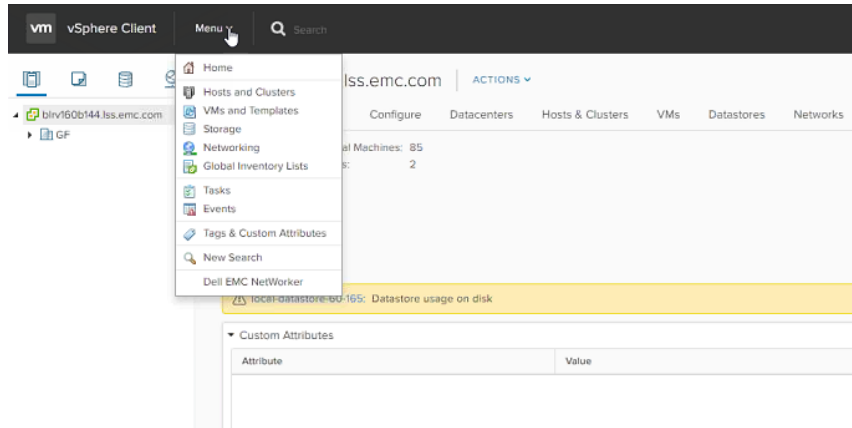 vm vSphere Client Menu Search
Home
Hosts and Clusters
VMs and Templates
Storage
Networking
Global Inventory Lists
Tasks
Events
Tags & Custom Attributes
New Search
Dell EMC NetWorker
blrv160b144.lss.emc.com
GF
lss.emc.com ACTIONS
Configure Datacenters Hosts & Clusters VMs Datastores Networks
al Machines: 85
s: 2
local-datastore-60-165: Datastore usage on disk
Custom Attributes
Attribute Value